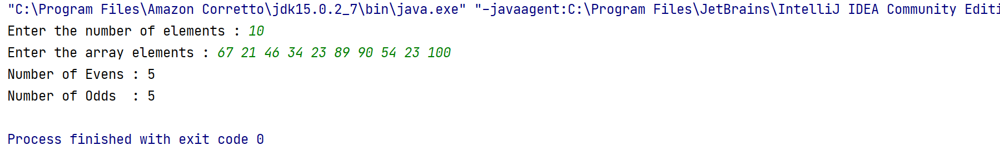 "C:\Program Files\Amazon Corretto\jdk15.0.2_7\bin\java.exe" "-javaagent:C:\Program Files\JetBrains\IntelliJ IDEA Community Editi
Enter the number of elements : 10
Enter the array elements : 67 21 46 34 23 89 90 54 23 100
Number of Evens : 5
Number of Odds  : 5
Process finished with exit code 0